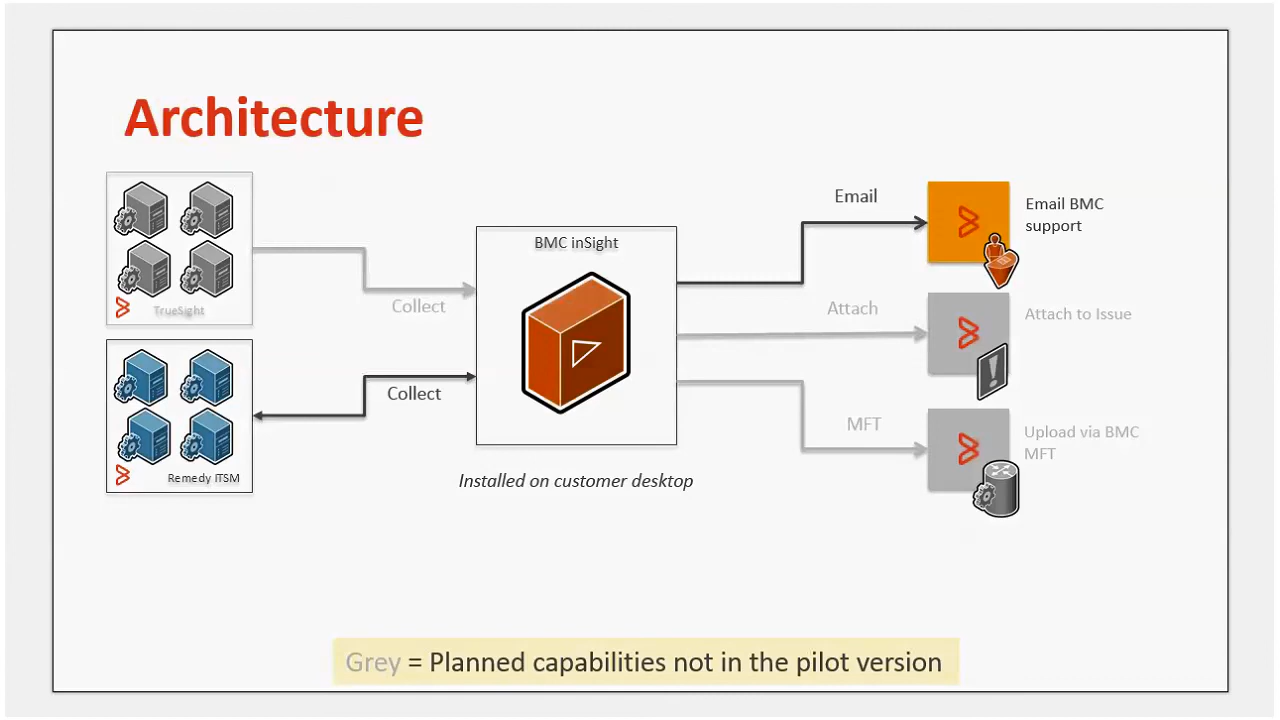 Architecture
TrueSight
Remedy ITSM
Collect
Collect
BMC inSight
Installed on customer desktop
Email
Attach
MFT
Email BMC
support
Attach to Issue
Upload via BMC
MFT
Grey = Planned capabilities not in the pilot version